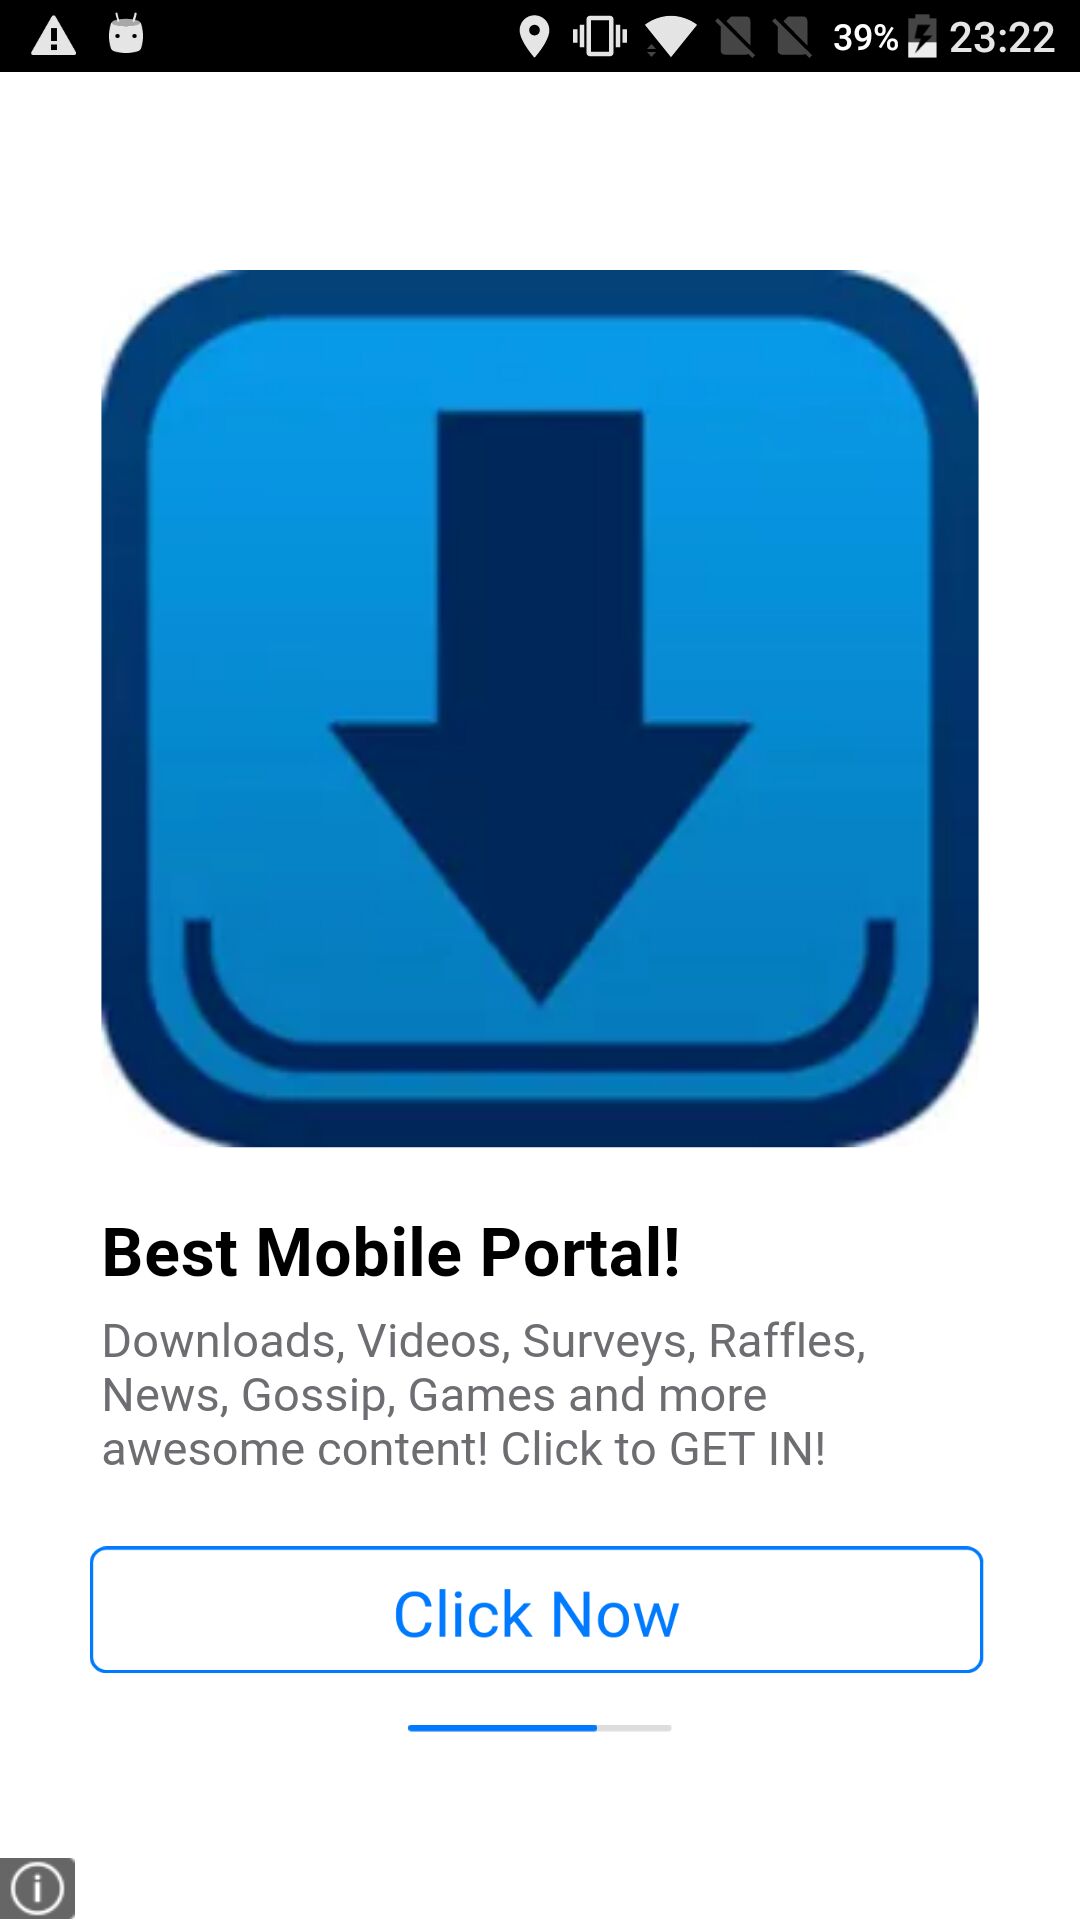 39% 23:22
Best Mobile Portal!
Downloads, Videos, Surveys, Raffles,
News, Gossip, Games and more
awesome content! Click to GET IN!
Click Now